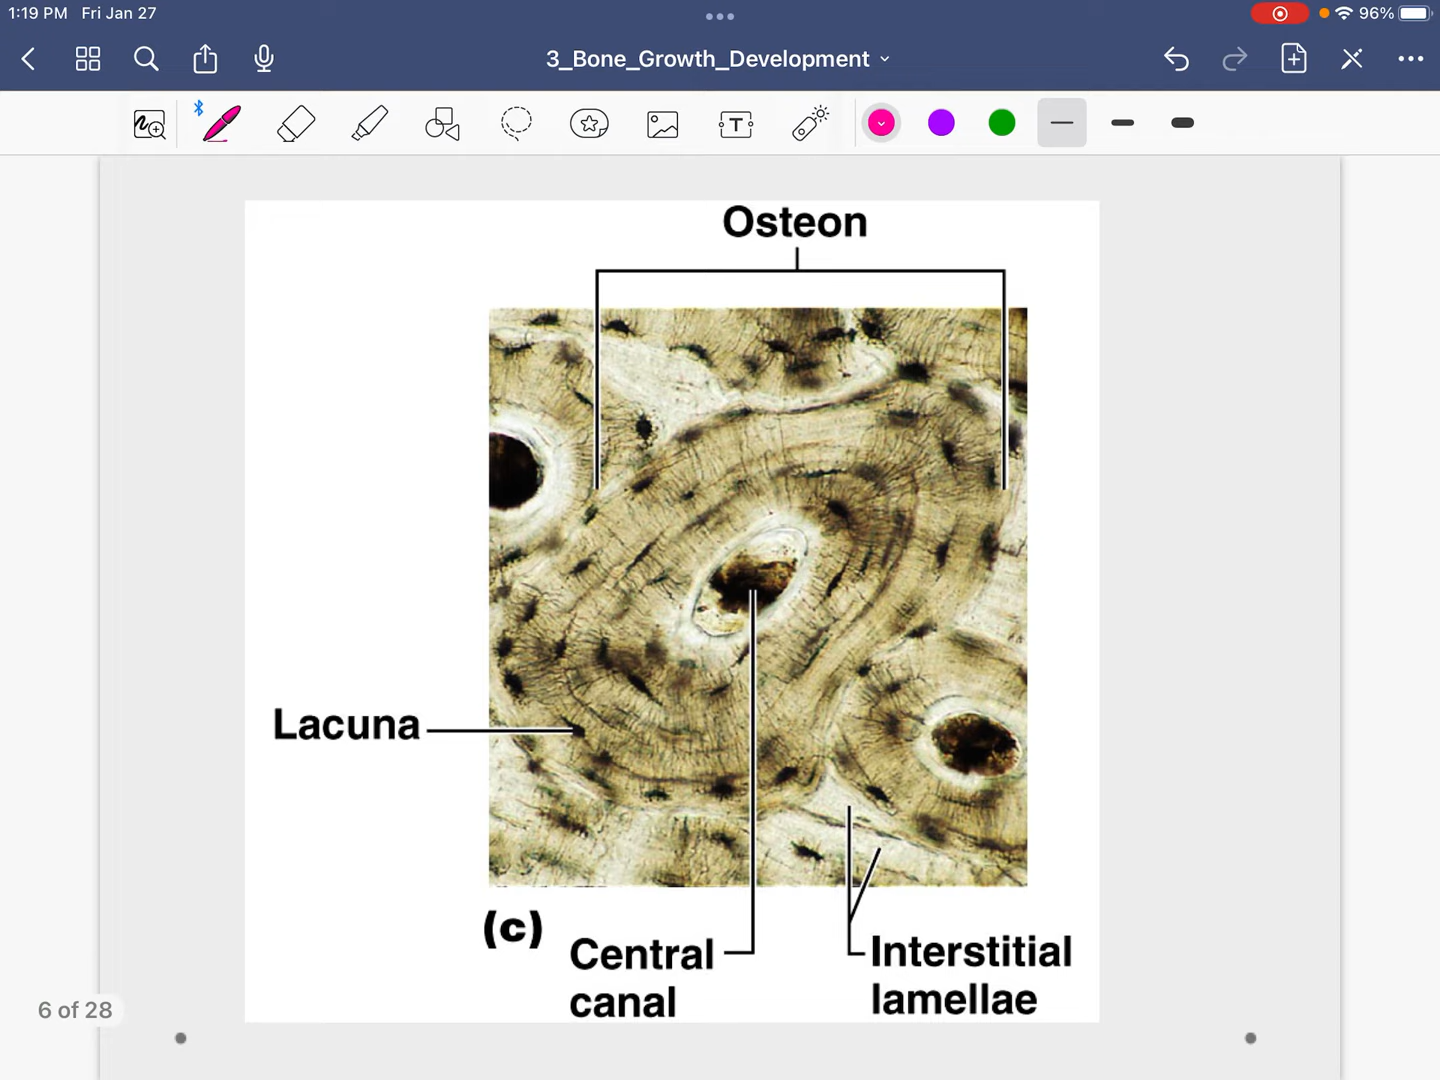 1:19 PM Fri Jan 27
96%
3_Bone_Growth_Development
T
Osteon
Lacuna
(c)
Central
canal
Interstitial
lamellae
6 of 28